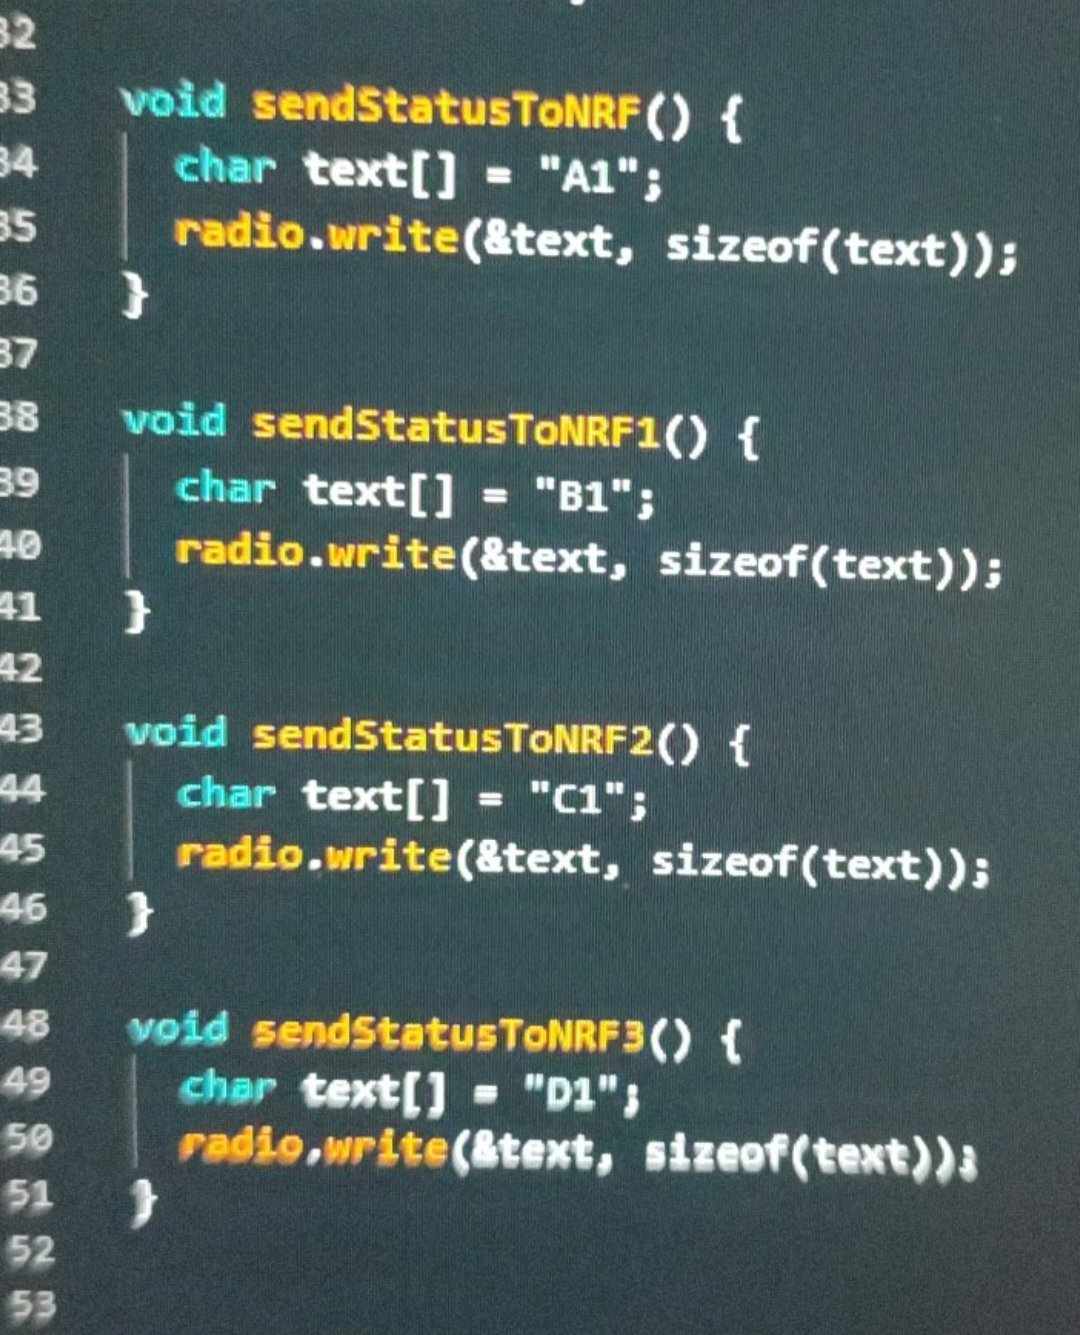 32
33 void sendStatusToNRF() {
34 char text[] = "A1";
35 radio.write(&text, sizeof(text));
36 }
37
38 void sendStatusToNRF1() {
39 char text[] = "B1";
40 radio.write(&text, sizeof(text));
41 }
42
43 void sendStatusToNRF2() {
44 char text[] = "C1";
45 radio.write(&text, sizeof(text));
46 }
47
48 void sendStatusToNRF3() {
49 char text[] = "D1";
50 radio.write(&text, sizeof(text));
51 }
52
53